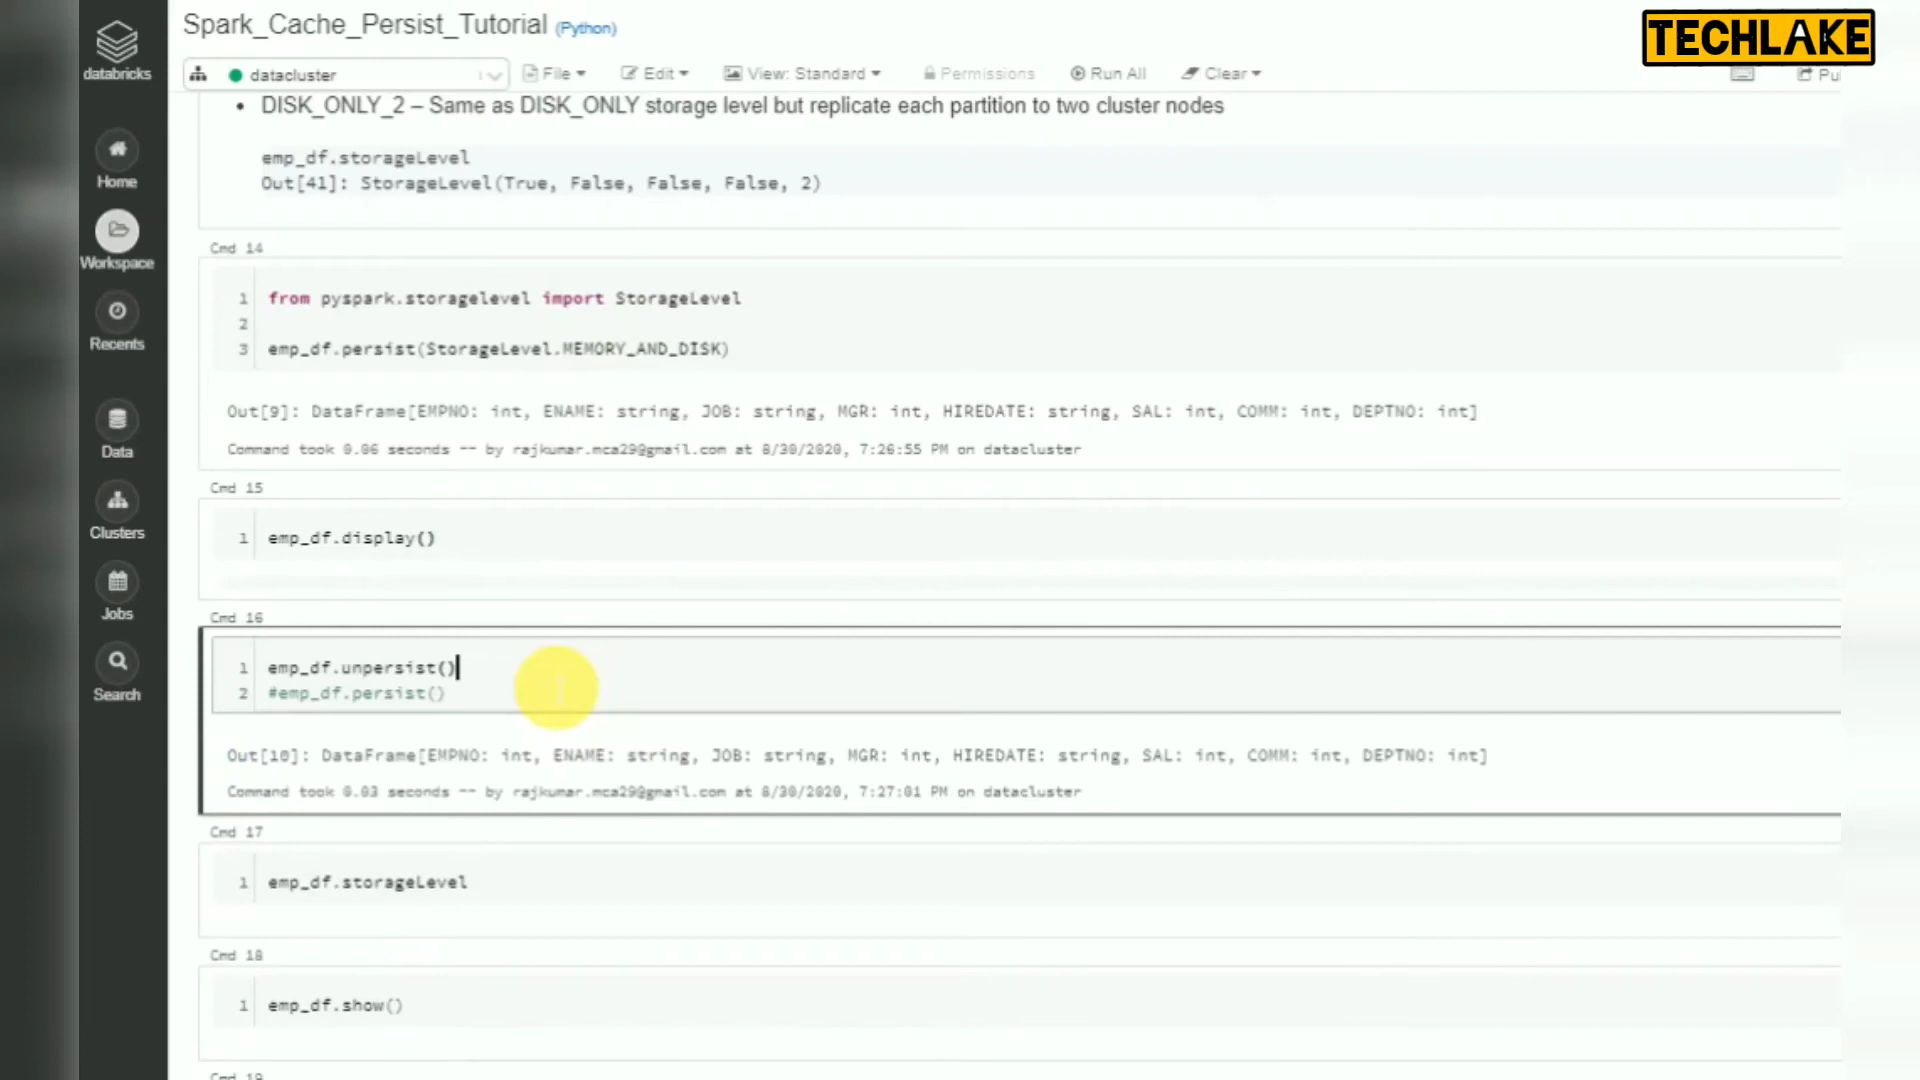 Spark_Cache_Persist_Tutorial (Python)
TECHLAKE
databricks
datacluster
File
Edit
View: Standard
Permissions
Run All
Clear
Pu
Home
Workspace
Recents
Data
Clusters
Jobs
Search
• DISK_ONLY_2 – Same as DISK_ONLY storage level but replicate each partition to two cluster nodes
emp_df.storageLevel
Out[41]: StorageLevel(True, False, False, False, 2)
Cmd 14
1 from pyspark.storagelevel import StorageLevel
2
3 emp_df.persist(StorageLevel.MEMORY_AND_DISK)
Out[9]: DataFrame[EMPNO: int, ENAME: string, JOB: string, MGR: int, HIREDATE: string, SAL: int, COMM: int, DEPTNO: int]
Command took 0.06 seconds -- by rajkumar.mca29@gmail.com at 8/30/2020, 7:26:55 PM on datacluster
Cmd 15
1 emp_df.display()
Cmd 16
1 emp_df.unpersist()
2 #emp_df.persist()
Out[10]: DataFrame[EMPNO: int, ENAME: string, JOB: string, MGR: int, HIREDATE: string, SAL: int, COMM: int, DEPTNO: int]
Command took 0.03 seconds -- by rajkumar.mca29@gmail.com at 8/30/2020, 7:27:01 PM on datacluster
Cmd 17
1 emp_df.storageLevel
Cmd 18
1 emp_df.show()
Cmd 19